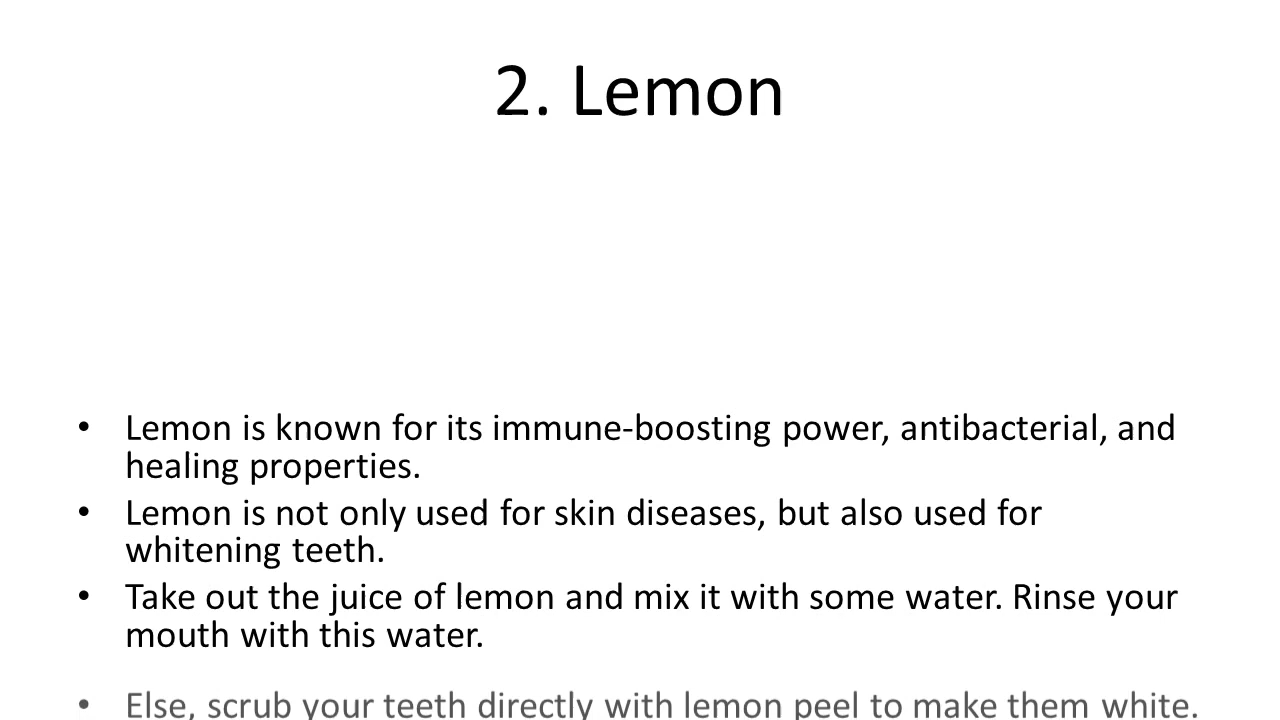 2. Lemon
• Lemon is known for its immune-boosting power, antibacterial, and
healing properties.
• Lemon is not only used for skin diseases, but also used for
whitening teeth.
• Take out the juice of lemon and mix it with some water. Rinse your
mouth with this water.
• Else, scrub your teeth directly with lemon peel to make them white.